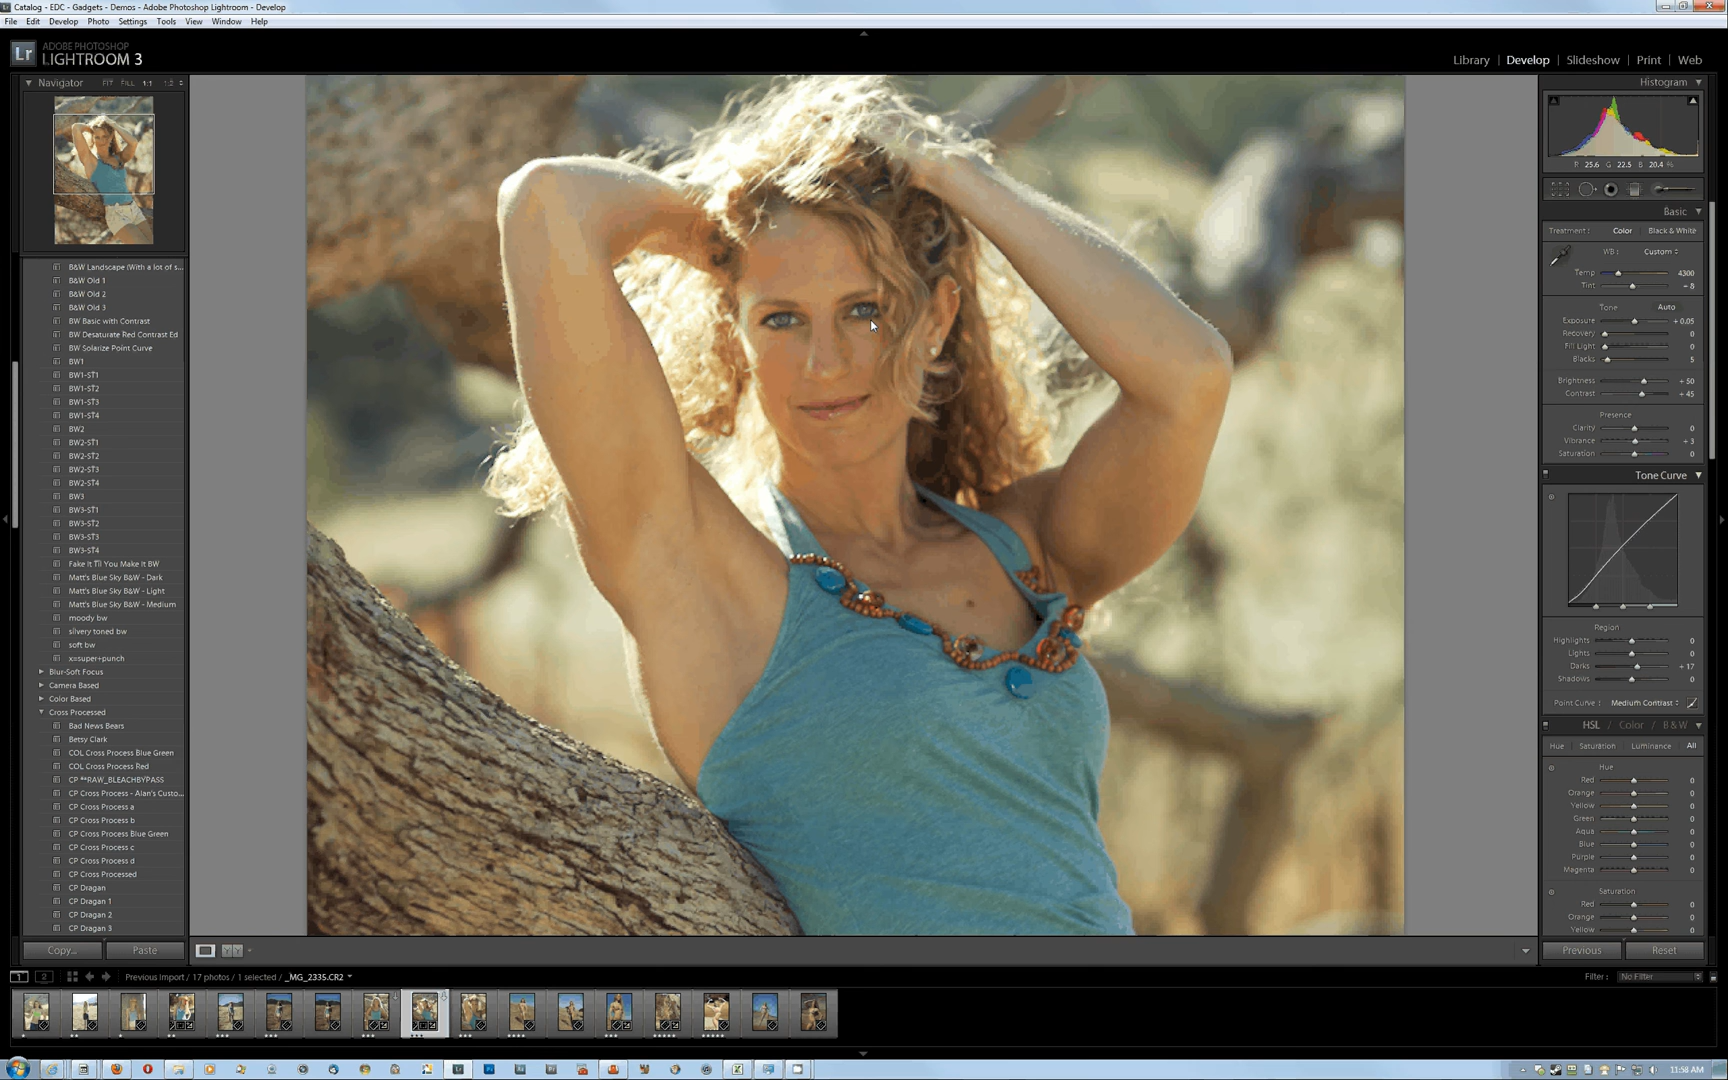 Catalog - EDC - Gadgets - Demos - Adobe Photoshop Lightroom - Develop
File Edit Develop Photo Settings Tools View Window Help
Lr ADOBE PHOTOSHOP
LIGHTROOM 3
Library | Develop | Slideshow | Print | Web
Navigator FIT FILL 1:1
B&W Landscape (With a lot of s...
B&W Old 1
B&W Old 2
B&W Old 3
BW Basic with Contrast
BW Desaturate Red Contrast Ed
BW Solarize Point Curve
BW1
BW1-ST1
BW1-ST2
BW1-ST3
BW1-ST4
BW2
BW2-ST1
BW2-ST2
BW2-ST3
BW2-ST4
BW3
BW3-ST1
BW3-ST2
BW3-ST3
BW3-ST4
Fake It Til You Make It BW
Matt's Blue Sky B&W - Dark
Matt's Blue Sky B&W - Light
Matt's Blue Sky B&W - Medium
moody bw
silvery toned bw
soft bw
x=super+punch
Blur-Soft Focus
Camera Based
Color Based
Cross Processed
Bad News Bears
Betsy Clark
COL Cross Process Blue Green
COL Cross Process Red
CP **RAW_BLEACHBYPASS
CP Cross Process - Alan's Custo...
CP Cross Process a
CP Cross Process b
CP Cross Process Blue Green
CP Cross Process c
CP Cross Process d
CP Cross Processed
CP Dragan
CP Dragan 1
CP Dragan 2
CP Dragan 3
Copy... Paste
Histogram
R 25.6 G 22.5 B 20.4 %
Basic
Treatment : Color Black & White
WB : Custom
Temp 4300
Tint - 8
Tone Auto
Exposure + 0.05
Recovery 0
Fill Light 0
Blacks 5
Brightness + 50
Contrast + 45
Presence
Clarity 0
Vibrance + 3
Saturation 0
Tone Curve
Region
Highlights 0
Lights 0
Darks + 17
Shadows 0
Point Curve : Medium Contrast
HSL / Color / B & W
Hue Saturation Luminance All
Hue
Red 0
Orange 0
Yellow 0
Green 0
Aqua 0
Blue 0
Purple 0
Magenta 0
Saturation
Red 0
Orange 0
Yellow 0
Previous Reset
1 2 Previous Import / 17 photos / 1 selected / _MG_2335.CR2
Filter : No Filter
11:58 AM